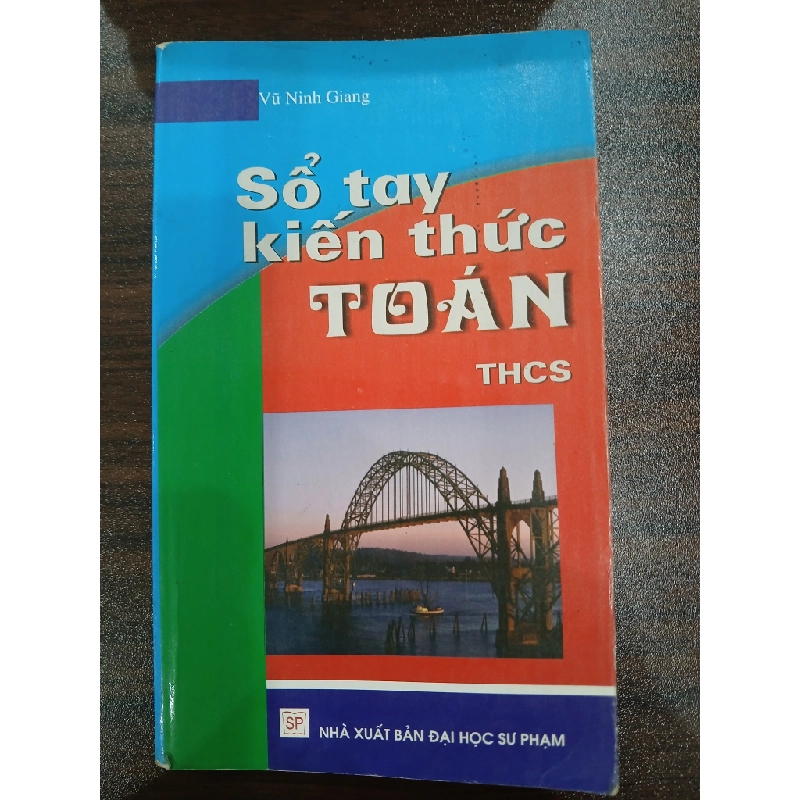 Vũ Ninh Giang
Sổ tay
kiến thức
TOÁN
THCS
SP
NHÀ XUẤT BẢN ĐẠI HỌC SƯ PHẠM